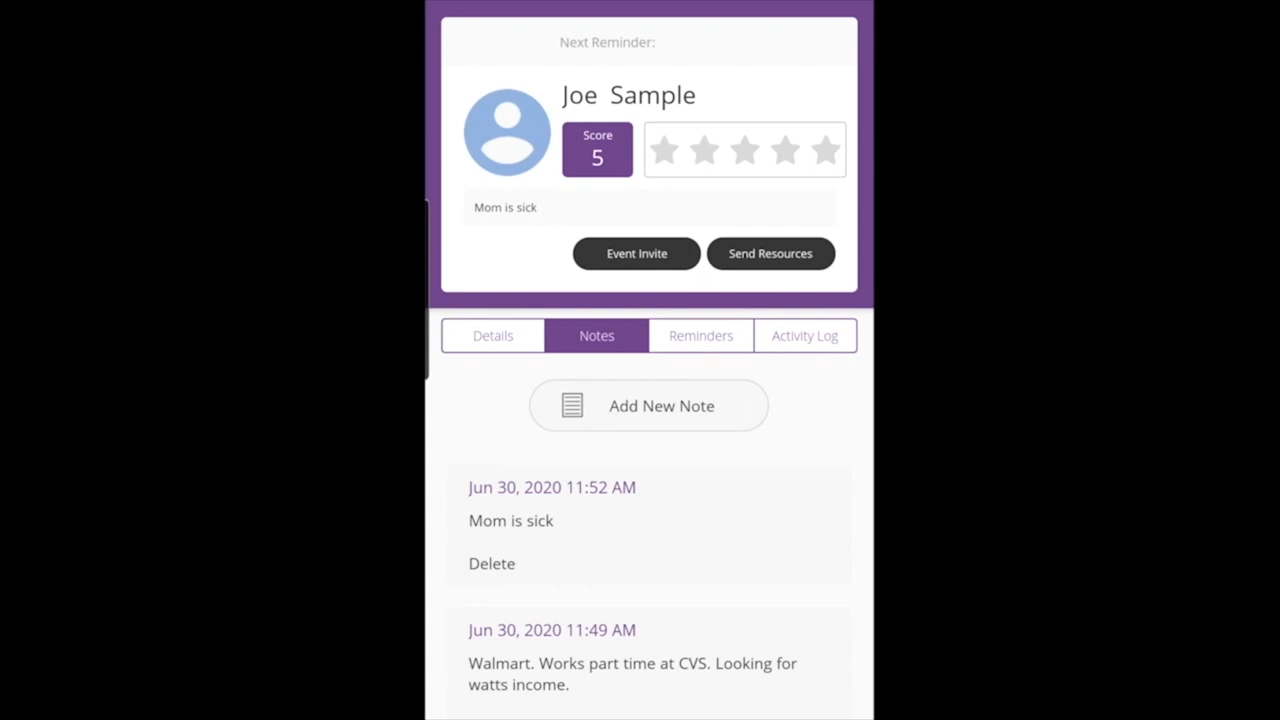 Next Reminder:
Joe Sample
Score
5
Mom is sick
Event Invite
Send Resources
Details
Notes
Reminders
Activity Log
Add New Note
Jun 30, 2020 11:52 AM
Mom is sick
Delete
Jun 30, 2020 11:49 AM
Walmart. Works part time at CVS. Looking for
watts income.